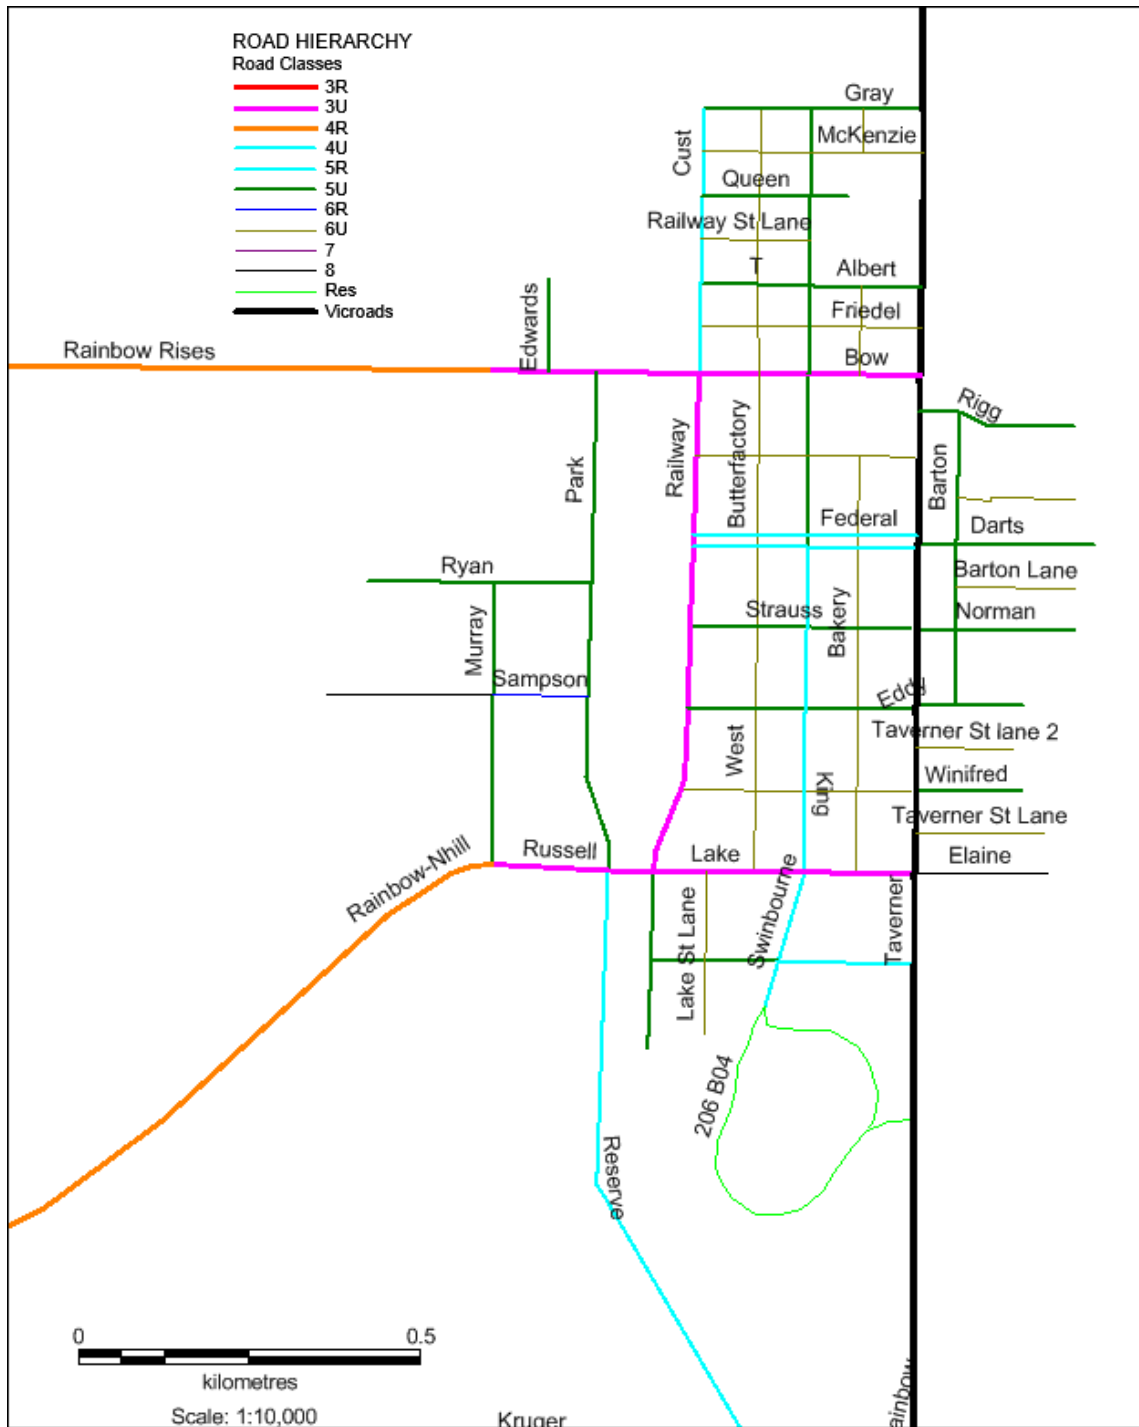 ROAD HIERARCHY
Road Classes
3R
3U
4R
4U
5R
5U
6R
6U
7
8
Res
Vicroads
Gray
McKenzie
Cust
Queen
Railway St Lane
T
Albert
Edwards
Friedel
Rainbow Rises
Bow
Rigg
Park
Railway
Butterfactory
Barton
Federal
Darts
Ryan
Barton Lane
Murray
Strauss
Bakery
Norman
Sampson
Eddy
West
Taverner St lane 2
King
Winifred
Taverner St Lane
Rainbow-Nhill
Russell
Lake
Elaine
Lake St Lane
Swinbourne
Taverner
206 B04
Reserve
0
0.5
kilometres
Scale: 1:10,000
Kruger
ainbow